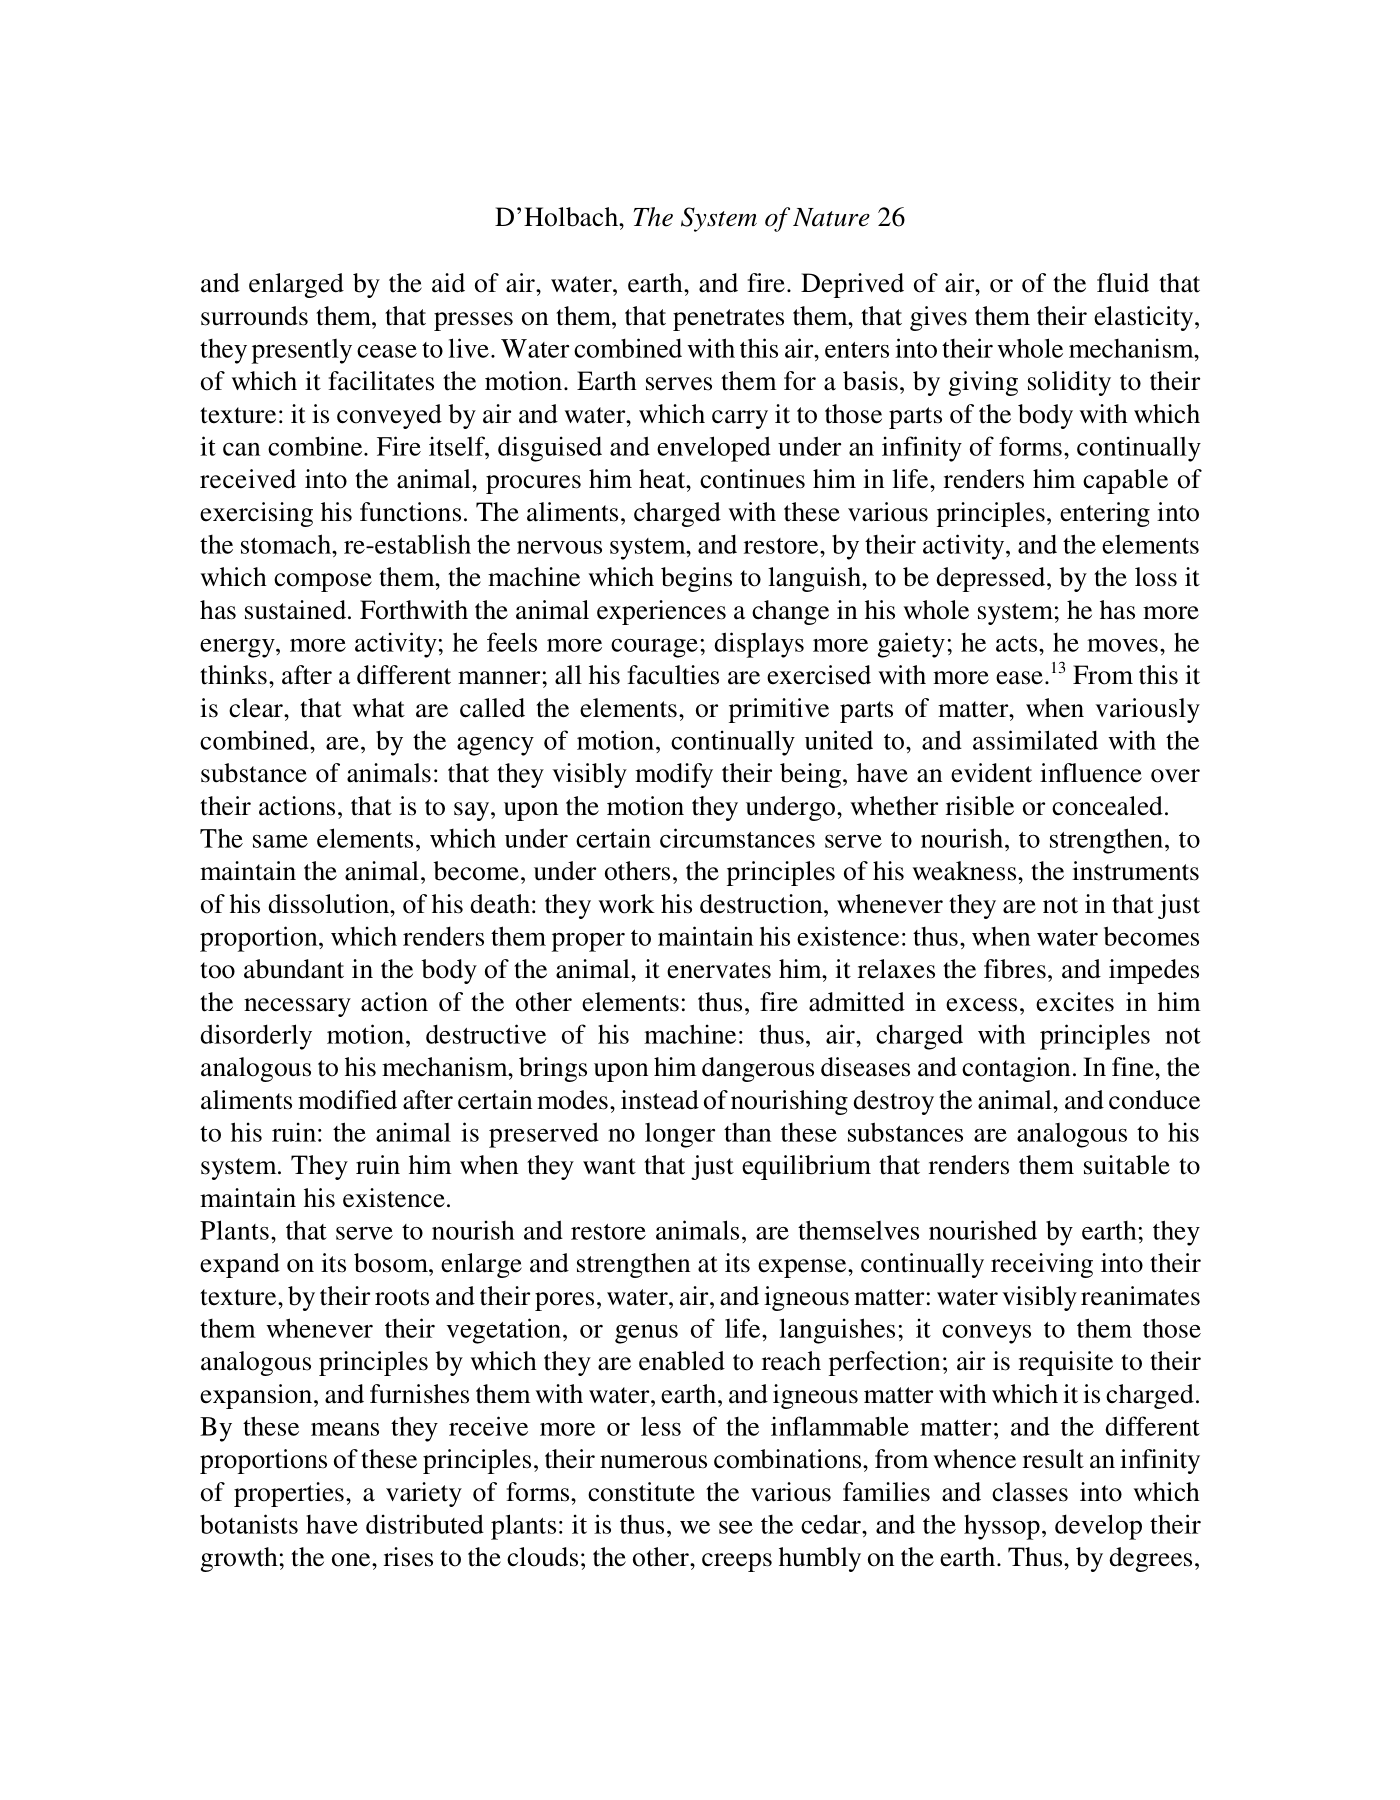 D’Holbach, The System of Nature 26
and enlarged by the aid of air, water, earth, and fire. Deprived of air, or of the fluid that
surrounds them, that presses on them, that penetrates them, that gives them their elasticity,
they presently cease to live. Water combined with this air, enters into their whole mechanism,
of which it facilitates the motion. Earth serves them for a basis, by giving solidity to their
texture: it is conveyed by air and water, which carry it to those parts of the body with which
it can combine. Fire itself, disguised and enveloped under an infinity of forms, continually
received into the animal, procures him heat, continues him in life, renders him capable of
exercising his functions. The aliments, charged with these various principles, entering into
the stomach, re-establish the nervous system, and restore, by their activity, and the elements
which compose them, the machine which begins to languish, to be depressed, by the loss it
has sustained. Forthwith the animal experiences a change in his whole system; he has more
energy, more activity; he feels more courage; displays more gaiety; he acts, he moves, he
thinks, after a different manner; all his faculties are exercised with more ease.13 From this it
is clear, that what are called the elements, or primitive parts of matter, when variously
combined, are, by the agency of motion, continually united to, and assimilated with the
substance of animals: that they visibly modify their being, have an evident influence over
their actions, that is to say, upon the motion they undergo, whether risible or concealed.
The same elements, which under certain circumstances serve to nourish, to strengthen, to
maintain the animal, become, under others, the principles of his weakness, the instruments
of his dissolution, of his death: they work his destruction, whenever they are not in that just
proportion, which renders them proper to maintain his existence: thus, when water becomes
too abundant in the body of the animal, it enervates him, it relaxes the fibres, and impedes
the necessary action of the other elements: thus, fire admitted in excess, excites in him
disorderly motion, destructive of his machine: thus, air, charged with principles not
analogous to his mechanism, brings upon him dangerous diseases and contagion. In fine, the
aliments modified after certain modes, instead of nourishing destroy the animal, and conduce
to his ruin: the animal is preserved no longer than these substances are analogous to his
system. They ruin him when they want that just equilibrium that renders them suitable to
maintain his existence.
Plants, that serve to nourish and restore animals, are themselves nourished by earth; they
expand on its bosom, enlarge and strengthen at its expense, continually receiving into their
texture, by their roots and their pores, water, air, and igneous matter: water visibly reanimates
them whenever their vegetation, or genus of life, languishes; it conveys to them those
analogous principles by which they are enabled to reach perfection; air is requisite to their
expansion, and furnishes them with water, earth, and igneous matter with which it is charged.
By these means they receive more or less of the inflammable matter; and the different
proportions of these principles, their numerous combinations, from whence result an infinity
of properties, a variety of forms, constitute the various families and classes into which
botanists have distributed plants: it is thus, we see the cedar, and the hyssop, develop their
growth; the one, rises to the clouds; the other, creeps humbly on the earth. Thus, by degrees,